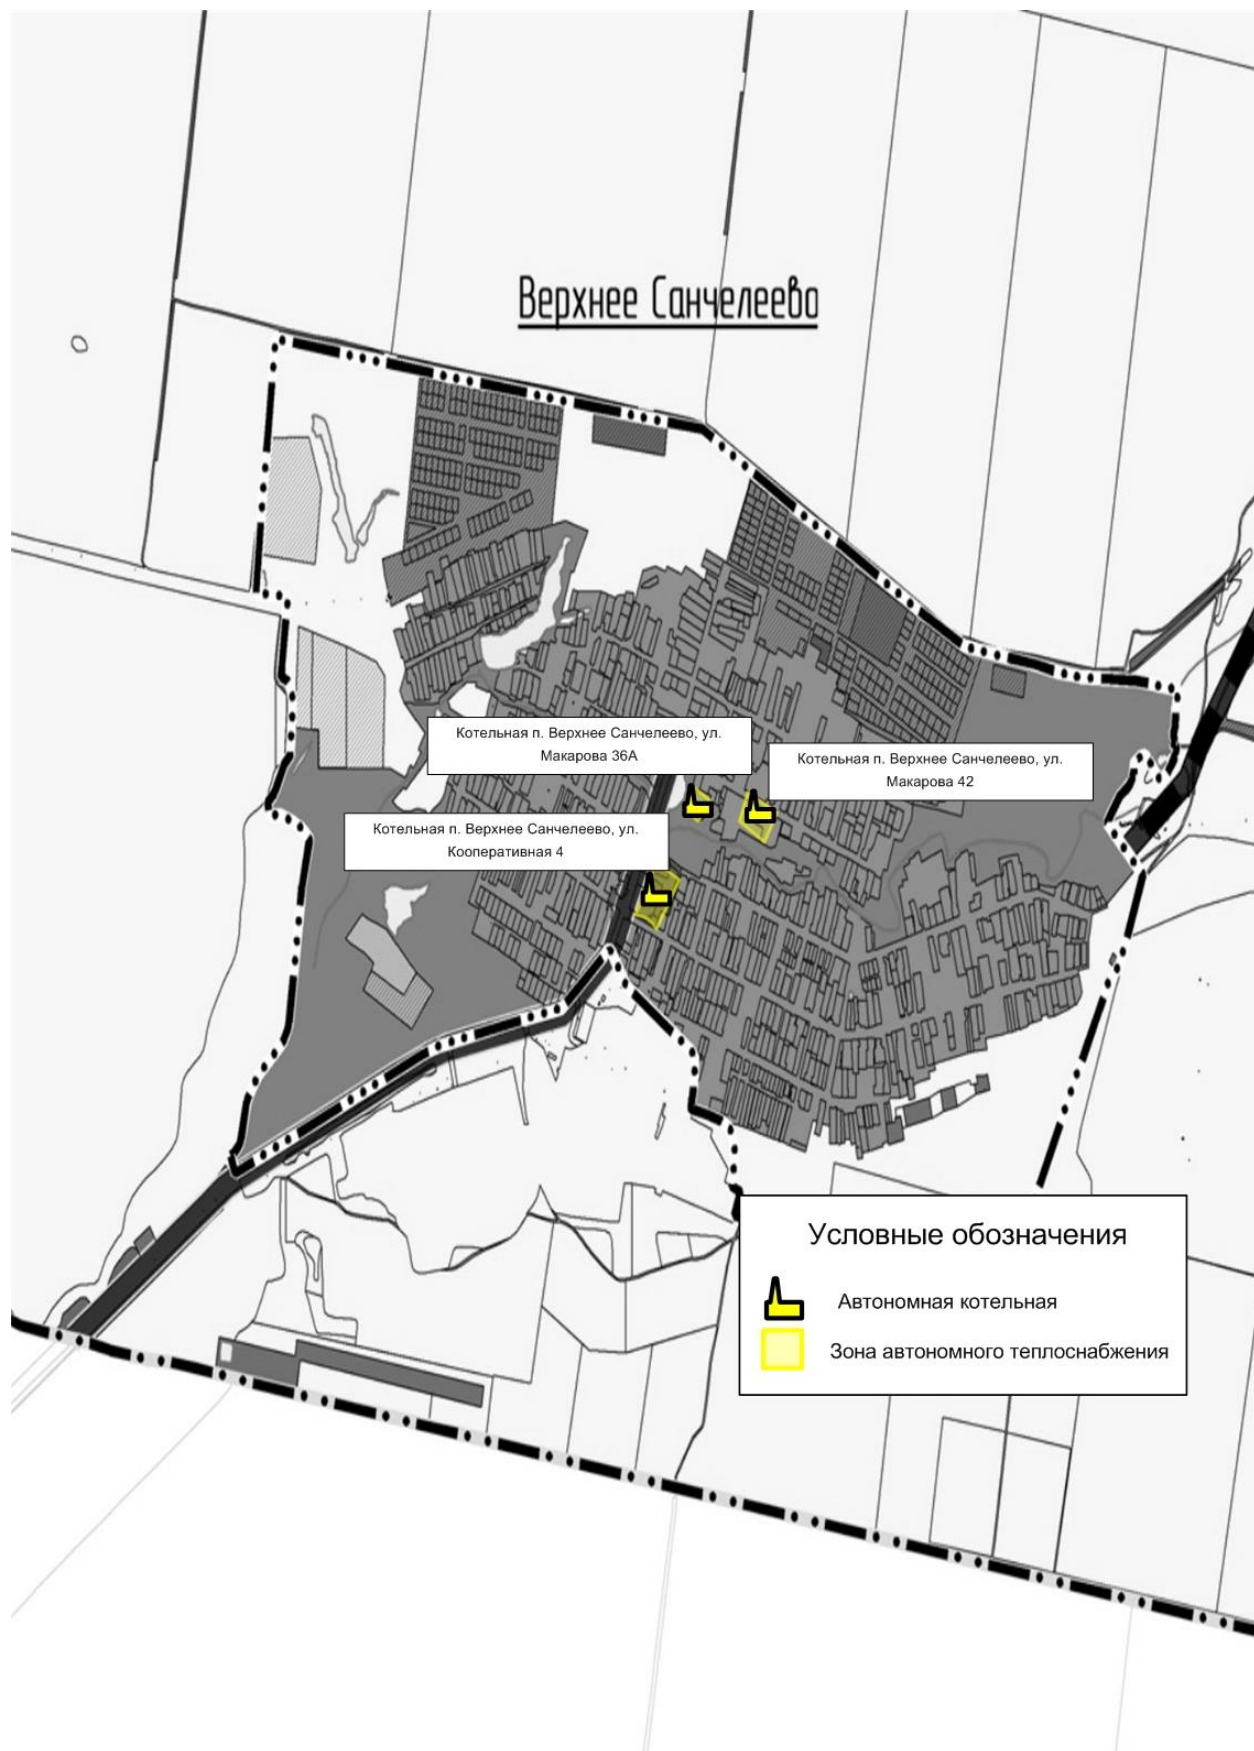 Верхнее Санчелеево
Котельная п. Верхнее Санчелеево, ул.
Макарова 36А
Котельная п. Верхнее Санчелеево, ул.
Макарова 42
Котельная п. Верхнее Санчелеево, ул.
Кооперативная 4
Условные обозначения
Автономная котельная
Зона автономного теплоснабжения